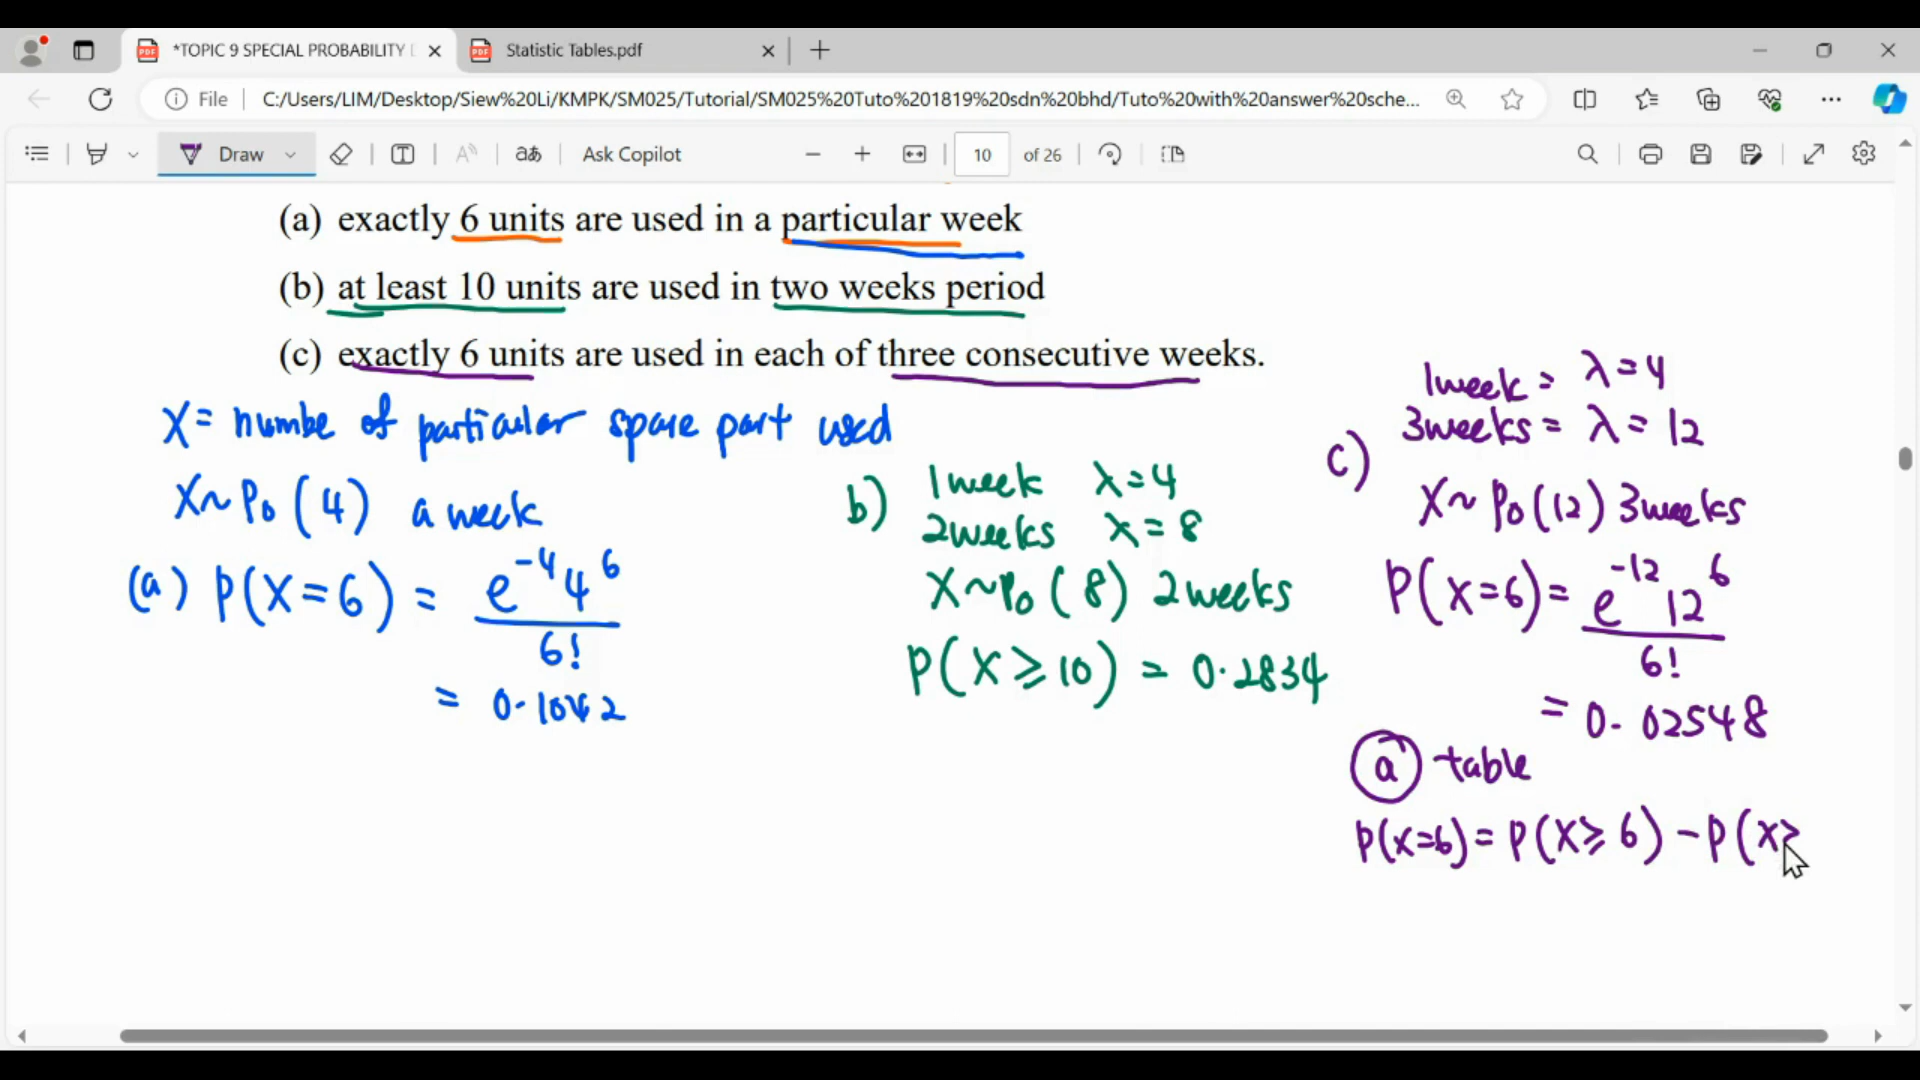 *TOPIC 9 SPECIAL PROBABILITY
Statistic Tables.pdf
File
C:/Users/LIM/Desktop/Siew%20Li/KMPK/SM025/Tutorial/SM025%20Tuto%201819%20sdn%20bhd/Tuto%20with%20answer%20sche...
Draw
Ask Copilot
10 of 26
(a) exactly 6 units are used in a particular week
(b) at least 10 units are used in two weeks period
(c) exactly 6 units are used in each of three consecutive weeks.
X = numbe of particular spare part used
X~Po (4) a week
(a) P(X=6) = e^-4 4^6 / 6!
= 0.1042
b) 1week λ=4
2weeks λ=8
X~Po (8) 2weeks
P(X≥10) = 0.2834
c) 1week = λ=4
3weeks = λ=12
X~Po(12) 3weeks
P(X=6) = e^-12 12^6 / 6!
= 0.02548
(a) table
P(X=6) = P(X≥6) - P(X≥